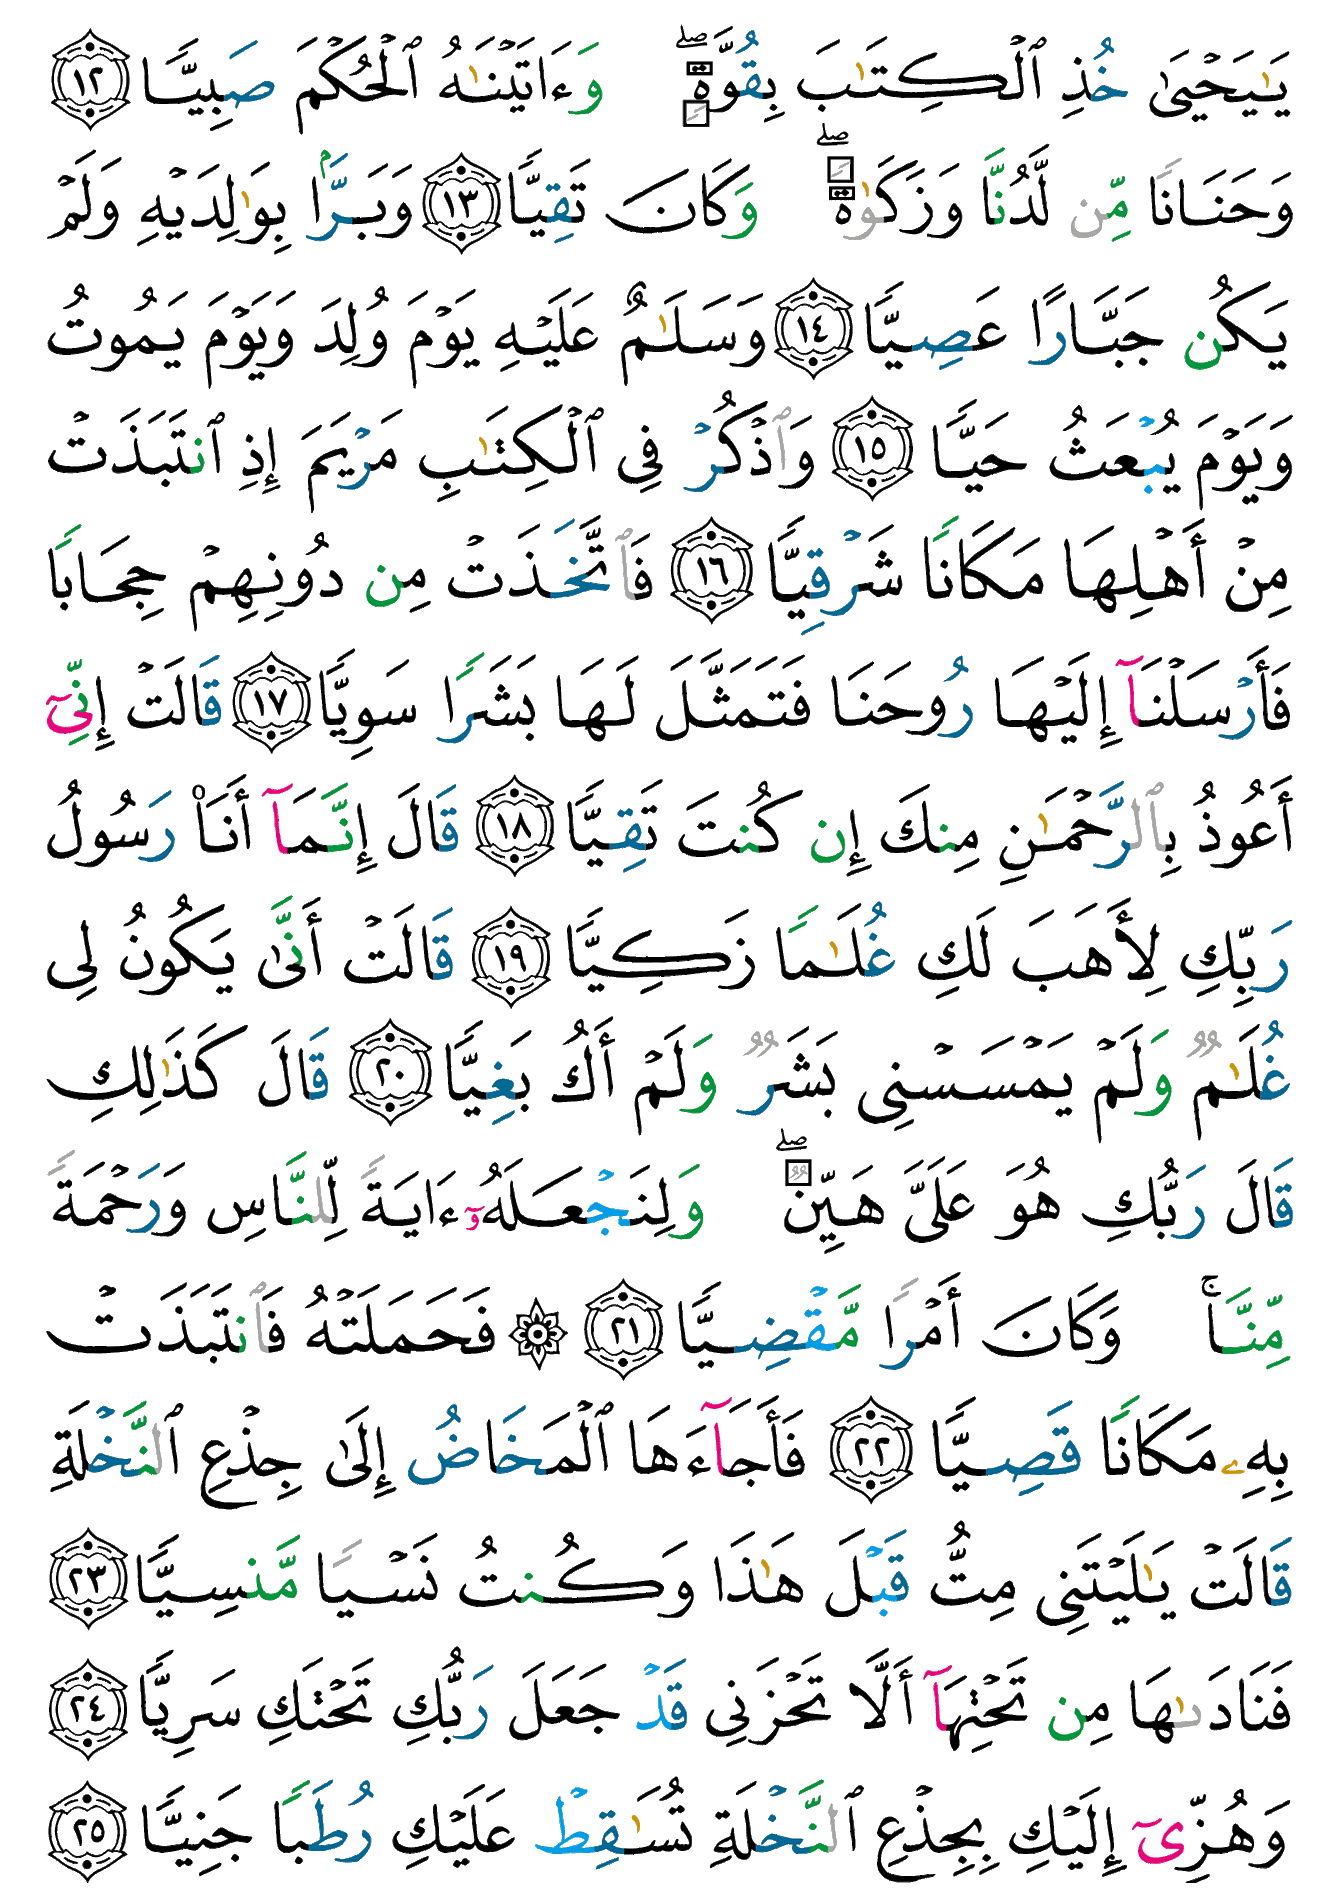 يَـٰيَحۡيَىٰ خُذِ ٱلۡكِتَـٰبَ بِقُوَّةࣲۖ وَءَاتَيۡنَـٰهُ ٱلۡحُكۡمَ صَبِيࣰّا ١٢
وَحَنَانࣰا مِّن لَّدُنَّا وَزَكَوٰةࣰۖ وَكَانَ تَقِيࣰّا ١٣ وَبَرَّۢا بِوَٰلِدَيۡهِ وَلَمۡ
يَكُن جَبَّارًا عَصِيࣰّا ١٤ وَسَلَـٰمٌ عَلَيۡهِ يَوۡمَ وُلِدَ وَيَوۡمَ يَمُوتُ
وَيَوۡمَ يُبۡعَثُ حَيࣰّا ١٥ وَٱذۡكُرۡ فِی ٱلۡكِتَـٰبِ مَرۡيَمَ إِذِ ٱنتَبَذَتۡ
مِنۡ أَهۡلِهَا مَكَانࣰا شَرۡقِيࣰّا ١٦ فَٱتَّخَذَتۡ مِن دُونِهِمۡ حِجَابࣰا
فَأَرۡسَلۡنَاۤ إِلَيۡهَا رُوحَنَا فَتَمَثَّلَ لَهَا بَشَرࣰا سَوِيࣰّا ١٧ قَالَتۡ إِنِّیۤ
أَعُوذُ بِٱلرَّحۡمَـٰنِ مِنكَ إِن كُنتَ تَقِيࣰّا ١٨ قَالَ إِنَّمَاۤ أَنَا۠ رَسُولُ
رَبِّكِ لِأَهَبَ لَكِ غُلَـٰمࣰا زَكِيࣰّا ١٩ قَالَتۡ أَنَّىٰ يَكُونُ لِی
غُلَـٰمࣱ وَلَمۡ يَمۡسَسۡنِی بَشَرࣱ وَلَمۡ أَكُ بَغِيࣰّا ٢٠ قَالَ كَذَٰلِكِ
قَالَ رَبُّكِ هُوَ عَلَیَّ هَيِّنࣱۖ وَلِنَجۡعَلَهُۥۤ ءَايَةࣰ لِّلنَّاسِ وَرَحۡمَةࣰ
مِّنَّاۚ وَكَانَ أَمۡرࣰا مَّقۡضِيࣰّا ٢١ ۞ فَحَمَلَتۡهُ فَٱنتَبَذَتۡ
بِهِۦ مَكَانࣰا قَصِيࣰّا ٢٢ فَأَجَاۤءَهَا ٱلۡمَخَاضُ إِلَىٰ جِذۡعِ ٱلنَّخۡلَةِ
قَالَتۡ يَـٰلَيۡتَنِی مِتُّ قَبۡلَ هَـٰذَا وَكُنتُ نَسۡيࣰا مَّنسِيࣰّا ٢٣
فَنَادَىٰهَا مِن تَحۡتِهَاۤ أَلَّا تَحۡزَنِی قَدۡ جَعَلَ رَبُّكِ تَحۡتَكِ سَرِيࣰّا ٢٤
وَهُزِّیۤ إِلَيۡكِ بِجِذۡعِ ٱلنَّخۡلَةِ تُسَـٰقِطۡ عَلَيۡكِ رُطَبࣰا جَنِيࣰّا ٢٥